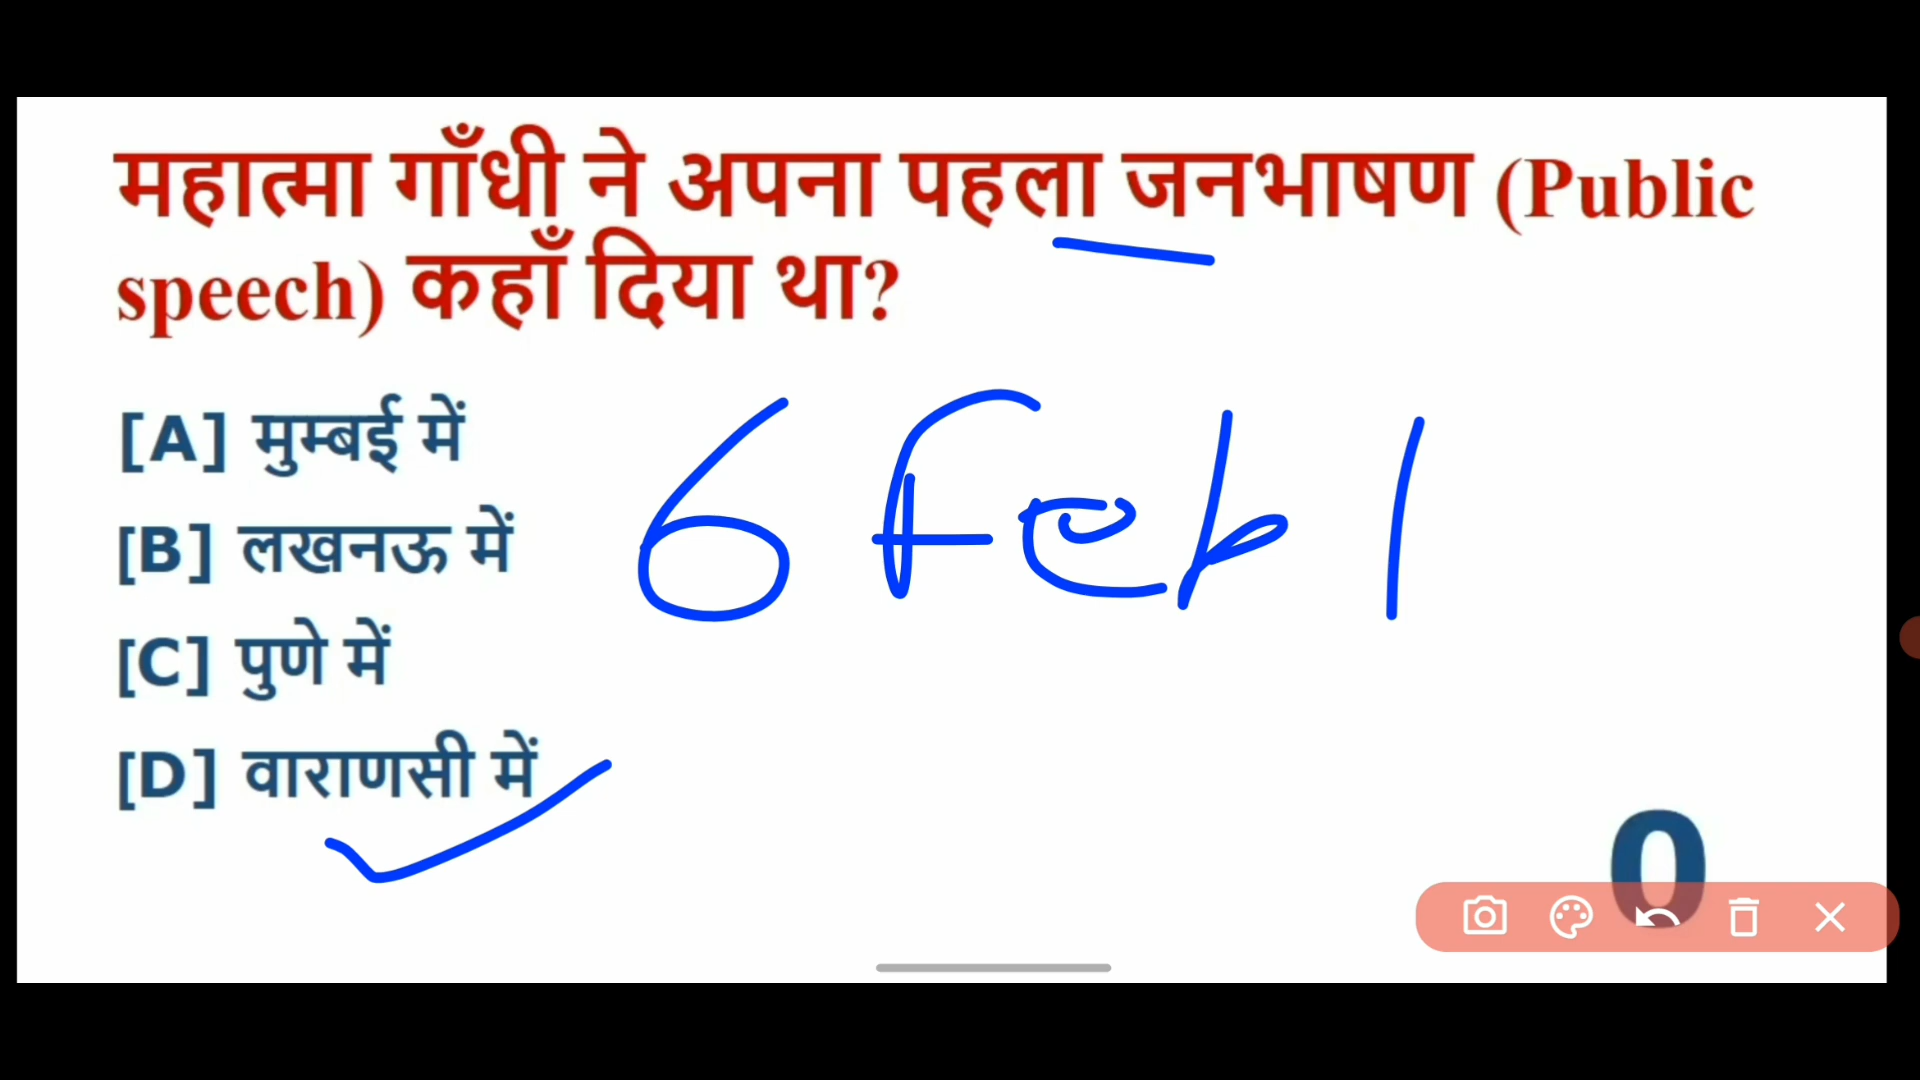 महात्मा गाँधी ने अपना पहला जनभाषण (Public
speech) कहाँ दिया था?
[A] मुम्बई में
[B] लखनऊ में
[C] पुणे में
[D] वाराणसी में
6 Feb 1
0